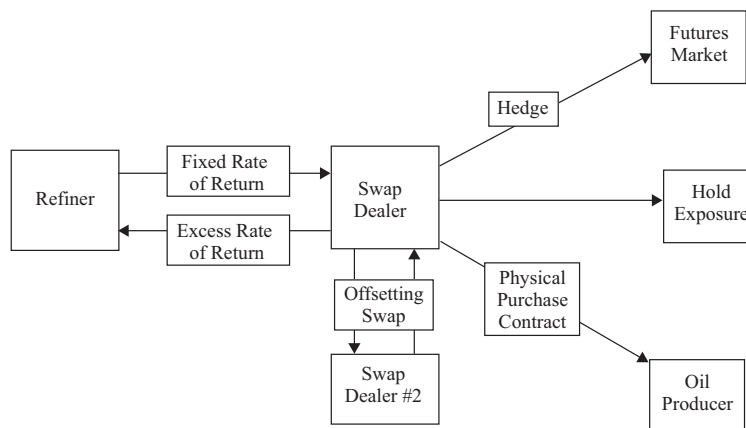 Futures
Market
Hedge
Fixed Rate
of Return
Refiner
Swap
Dealer
Hold
Exposure
Excess Rate
of Return
Offsetting
Swap
Physical
Purchase
Contract
Swap
Dealer #2
Oil
Producer